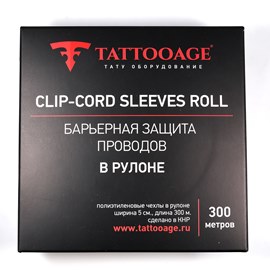 TATTOOAGE
ТАТУ ОБОРУДОВАНИЕ
CLIP-CORD SLEEVES ROLL
БАРЬЕРНАЯ ЗАЩИТА
ПРОВОДОВ
В РУЛОНЕ
полиэтиленовые чехлы в рулоне
ширина 5 см., длина 300 м.
сделано в КНР
www.tattooage.ru
300
метров